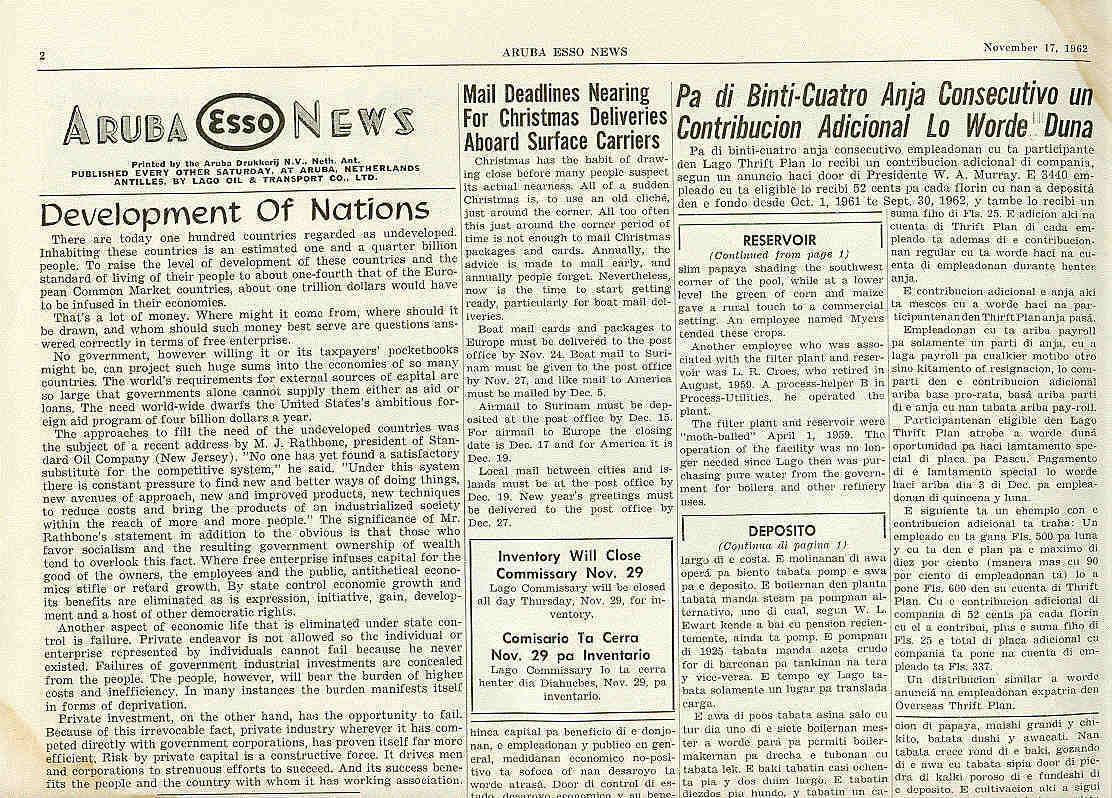 2
ARUBA ESSO NEWS
November 17, 1962
ARUBA Esso NEWS
Printed by the Aruba Drukkerij N.V., Neth. Ant.
PUBLISHED EVERY OTHER SATURDAY, AT ARUBA, NETHERLANDS
ANTILLES, BY LAGO OIL & TRANSPORT CO., LTD.
Development Of Nations
There are today one hundred countries regarded as undeveloped.
Inhabiting these countries is an estimated one and a quarter billion
people. To raise the level of development of these countries and the
standard of living of their people to about one-fourth that of the Euro-
pean Common Market countries, about one trillion dollars would have
to be infused in their economies.
That's a lot of money. Where might it come from, where should it
be drawn, and whom should such money best serve are questions ans-
wered correctly in terms of free enterprise.
No government, however willing it or its taxpayers' pocketbooks
might be, can project such huge sums into the economies of so many
countries. The world's requirements for external sources of capital are
so large that governments alone cannot supply them either as aid or
loans. The need world-wide dwarfs the United States's ambitious for-
eign aid program of four billion dollars a year.
The approaches to fill the need of the undeveloped countries was
the subject of a recent address by M. J. Rathbone, president of Stan-
dard Oil Company (New Jersey). "No one has yet found a satisfactory
substitute for the competitive system," he said. "Under this system
there is constant pressure to find new and better ways of doing things,
new avenues of approach, new and improved products, new techniques
to reduce costs and bring the products of an industrialized society
within the reach of more and more people." The significance of Mr.
Rathbone's statement in addition to the obvious is that those who
favor socialism and the resulting government ownership of wealth
tend to overlook this fact. Where free enterprise infuses capital for the
good of the owners, the employees and the public, antithetical econo-
mics stifle or retard growth. By state control economic growth and
its benefits are eliminated as is expression, initiative, gain, develop-
ment and a host of other democratic rights.
Another aspect of economic life that is eliminated under state con-
trol is failure. Private endeavor is not allowed so the individual or
enterprise represented by individuals cannot fail because he never
existed. Failures of government industrial investments are concealed
from the people. The people, however, will bear the burden of higher
costs and inefficiency. In many instances the burden manifests itself
in forms of deprivation.
Private investment, on the other hand, has the opportunity to fail.
Because of this irrevocable fact, private industry wherever it has com-
peted directly with government corporations, has proven itself far more
efficient. Risk by private capital is a constructive force. It drives men
and corporations to strenuous efforts to succeed. And its success bene-
fits the people and the country with whom it has working association.
Mail Deadlines Nearing
For Christmas Deliveries
Aboard Surface Carriers
Christmas has the habit of draw-
ing close before many people suspect
its actual nearness. All of a sudden
Christmas is, to use an old cliché,
just around the corner. All too often
this just around the corner period of
time is not enough to mail Christmas
packages and cards. Annually, the
advice is made to mail early, and
annually people forget. Nevertheless,
now is the time to start getting
ready, particularly for boat mail del-
iveries.
Boat mail cards and packages to
Europe must be delivered to the post
office by Nov. 24. Boat mail to Suri-
nam must be given to the post office
by Nov. 27, and like mail to America
must be mailed by Dec. 5.
Airmail to Surinam must be dep-
osited at the post office by Dec. 15.
For airmail to Europe the closing
date is Dec. 17 and for America it is
Dec. 19.
Local mail between cities and is-
lands must be at the post office by
Dec. 19. New year's greetings must
be delivered to the post office by
Dec. 27.
Inventory Will Close
Commissary Nov. 29
Lago Commissary will be closed
all day Thursday, Nov. 29, for in-
ventory.
Comisario Ta Cerra
Nov. 29 pa Inventario
Lago Commissary lo ta cerra
henter dia Diahuebes, Nov. 29, pa
inventario.
hinca capital pa beneficio di e donjo-
nan, e empleadonan y publico en gen-
eral, medidanan economico no-posi-
tivo ta sofoca of nan desaroyo ta
worde atrasá. Door di control di es-
tado desaroyo economico y su bene-
Pa di Binti-Cuatro Anja Consecutivo un
Contribucion Adicional Lo Worde Duna
Pa di binti-cuatro anja consecutivo empleadonan cu ta participante
den Lago Thrift Plan lo recibi un contribucion adicional di compania,
segun un anuncio haci door di Presidente W. A. Murray. E 3440 em-
pleado cu ta eligible lo recibi 52 cents pa cada florin cu nan a depositá
den e fondo desde Oct. 1, 1961 te Sept. 30, 1962, y tambe lo recibi un
RESERVOIR
(Continued from page 1)
slim papaya shading the southwest
corner of the pool, while at a lower
level the green of corn and maize
gave a rural touch to a commercial
setting. An employee named Myers
tended these crops.
Another employee who was asso-
ciated with the filter plant and reser-
voir was L. R. Croes, who retired in
August, 1959. A process-helper B in
Process-Utilities, he operated the
plant.
The filter plant and reservoir were
"moth-balled" April 1, 1959. The
operation of the facility was no lon-
ger needed since Lago then was pur-
chasing pure water from the govern-
ment for boilers and other refinery
uses.
DEPOSITO
(Continua di pagina 1)
largo di e costa. E molinanan di awa
operá pa biento tabata pomp e awa
pa e deposito. E boilernan den planta
tabata manda steam pa pompnan al-
ternativo, uno di cual, segun W. L.
Ewart kende a bai cu pension recien-
temente, ainda ta pomp. E pompnan
di 1925 tabata manda azeta crudo
for di barconan pa tankinan na tera
y vice-versa. E tempo ey Lago ta-
bata solamente un lugar pa translada
carga.
E awa di poos tabata asina salo cu
tur dia uno di e siete boilernan mes-
ter a worde pará pa permiti boiler-
makernan pa drecha e tubonan cu
tabata lek. E baki tabatin casi ochen-
ta pia y dos duim largo. E tabatin
diezdos pia hundo, y tabatin un ca-
suma fiho di Fls. 25. E adicion aki na
cuenta di Thrift Plan di cada em-
pleado ta ademas di e contribucion.
nan regular cu ta worde haci na cu-
enta di empleadonan durante henter
anja.
E contribucion adicional e anja aki
ta mescos cu a worde haci na par-
ticipantenan den Thrift Plan anja pasá.
Empleadonan cu ta ariba payroll
pa solamente un parti di anja, cu a
laga payroll pa cualkier motibo otro
sino kitamento of resignacion, lo com-
parti den e contribucion adicional
ariba base pro-rata, basá ariba parti
di e anja cu nan tabata ariba pay-roll.
Participantenan eligible den Lago
Thrift Plan atrobe a worde duná
oportunidad pa haci lamtamento spe-
cial di placa pa Pascu. Pagamento
di e lamtamento special lo worde
haci ariba dia 3 di Dec. pa emplea-
donan di quincena y luna.
E siguiente ta un ehemplo con e
contribucion adicional ta traha: Un
empleado cu ta gana Fls. 500 pa luna
y cu ta den e plan pa e maximo di
diez por ciento (manera mas cu 90
por ciento di empleadonan tá) lo a
pone Fls. 600 den su cuenta di Thrift
Plan. Cu e contribucion adicional di
compania di 52 cents pa cada florin
cu el a contribui, plus e suma fiho di
Fls. 25 e total di placa adicional cu
compania ta pone na cuenta di em-
pleado ta Fls. 337.
Un distribucion similar a worde
anunciá na empleadonan expatria den
Overseas Thrift Plan.
cion di papaya, maishi grandi y chi-
kito, batata dushi y awacati. Nan
tabata crece rond di e baki, gozando
di e awa cu tabata sipia door di pie-
dra di kalki poroso di e fundeshi di
e deposito. E cultivacion aki a sigui